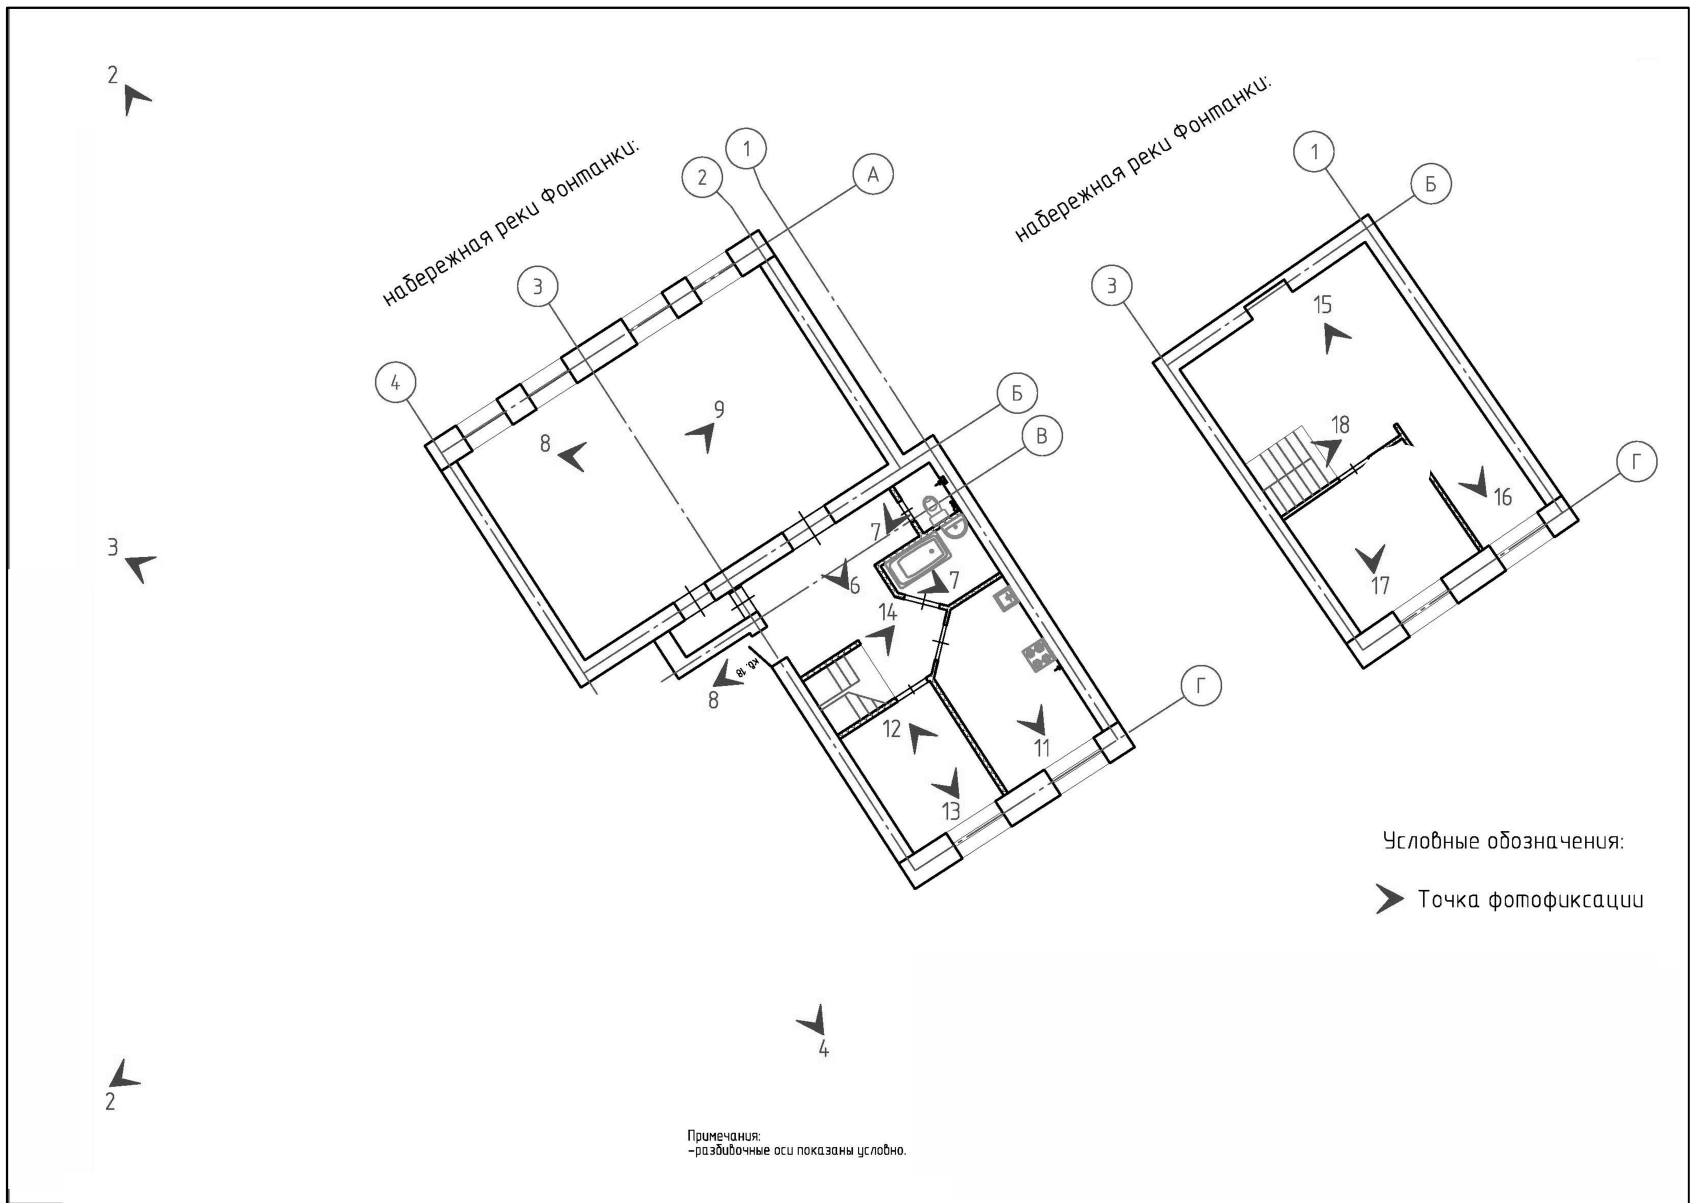 2
набережная реки Фонтанки:
1
2
А
3
4
набережная реки Фонтанки:
1
Б
3
Г
15
18
16
17
Б
В
9
8
3
7
6
7
14
8
кв. 18
12
11
13
Г
Условные обозначения:
Точка фотофиксации
4
2
Примечания:
-разбивочные оси показаны условно.